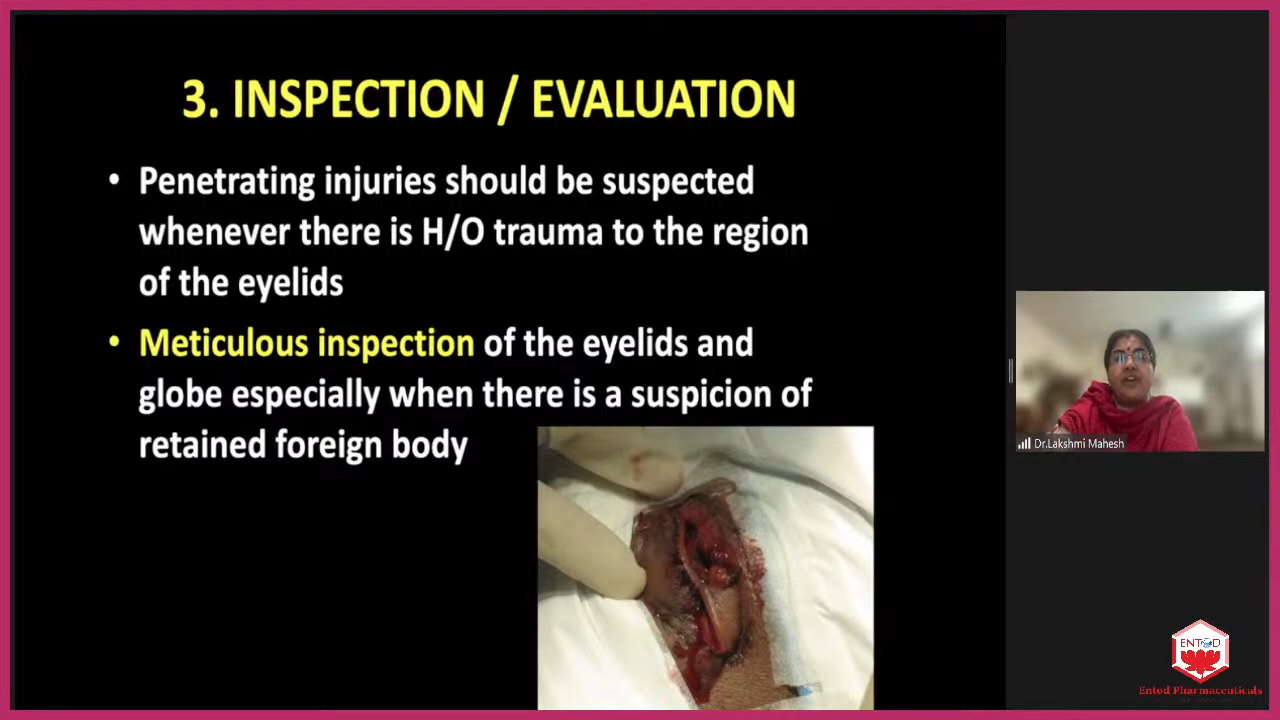 3. INSPECTION / EVALUATION
• Penetrating injuries should be suspected
whenever there is H/O trauma to the region
of the eyelids
• Meticulous inspection of the eyelids and
globe especially when there is a suspicion of
retained foreign body
Dr.Lakshmi Mahesh
ENTOD
Entod Pharmaceuticals